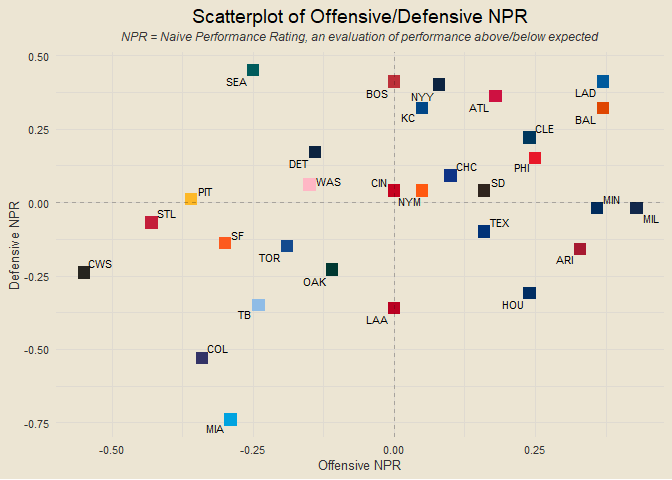 Scatterplot of Offensive/Defensive NPR
NPR = Naive Performance Rating, an evaluation of performance above/below expected
0.50
SEA
BOS
NYY
LAD
KC
ATL
BAL
0.25
CLE
DET
PHI
CHC
WAS
CIN
SD
PIT
NYM
MIN
0.00
STL
MIL
TEX
SF
TOR
ARI
CWS
-0.25
OAK
HOU
TB
LAA
COL
-0.50
MIA
-0.75
Defensive NPR
-0.50
-0.25
0.00
0.25
Offensive NPR